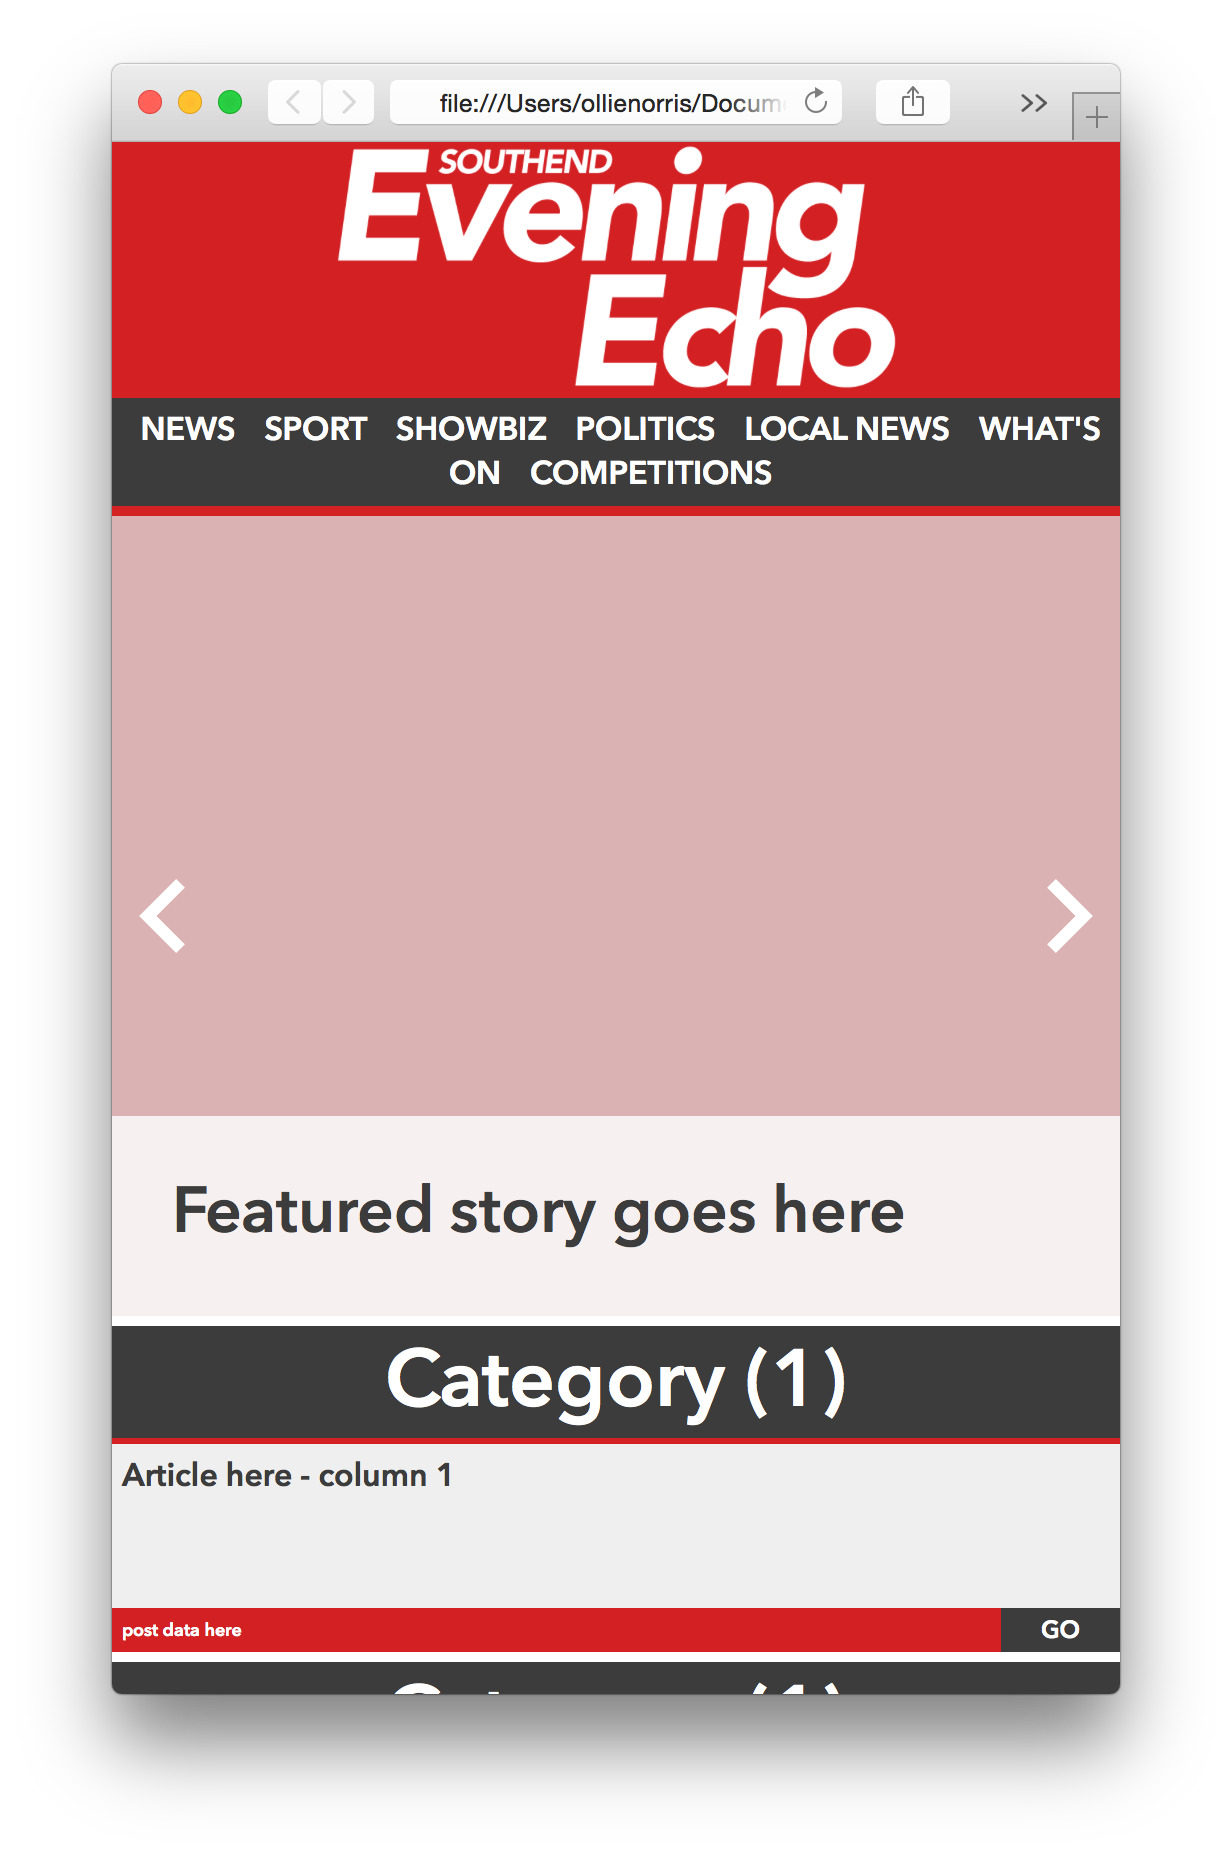 file:///Users/ollienorris/Docum
SOUTHEND
Evening
Echo
NEWS SPORT SHOWBIZ POLITICS LOCAL NEWS WHAT'S
ON COMPETITIONS
Featured story goes here
Category (1)
Article here - column 1
post data here GO